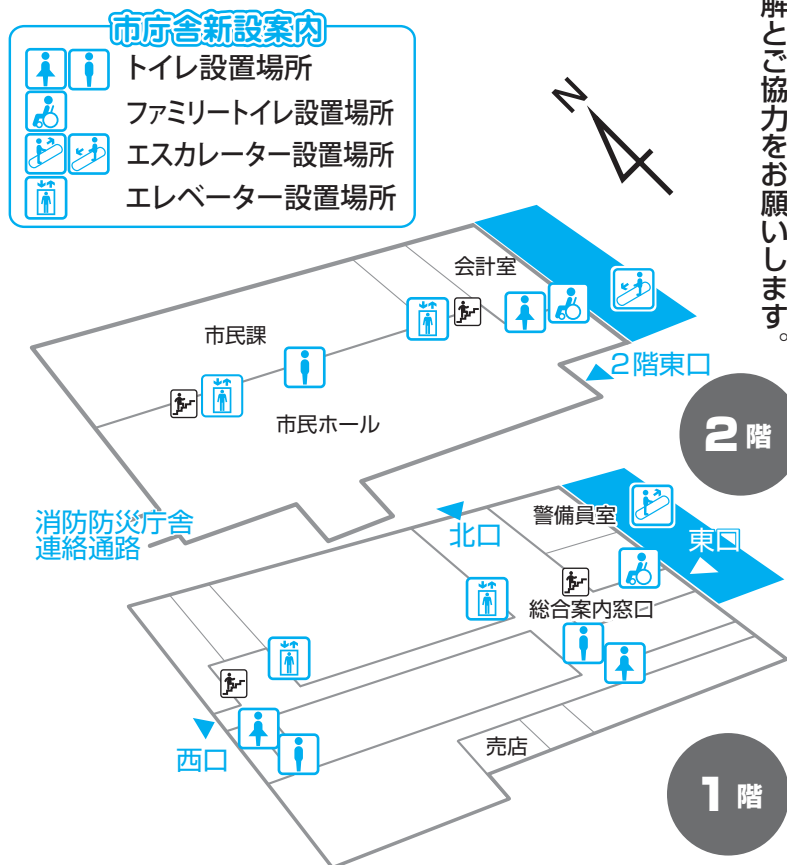 解とご協力をお願いします。
市庁舎新設案内
トイレ設置場所
ファミリートイレ設置場所
エスカレーター設置場所
エレベーター設置場所
N
会計室
市民課
2階東口
市民ホール
2階
消防防災庁舎
連絡通路
北口
警備員室
東口
総合案内窓口
西口
売店
1階